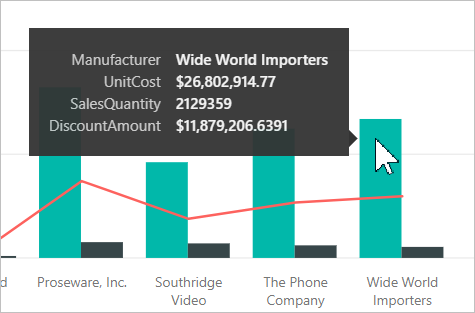 Manufacturer Wide World Importers
UnitCost $26,802,914.77
SalesQuantity 2129359
DiscountAmount $11,879,206.6391
d Proseware, Inc. Southridge The Phone Wide World
Video Company Importers